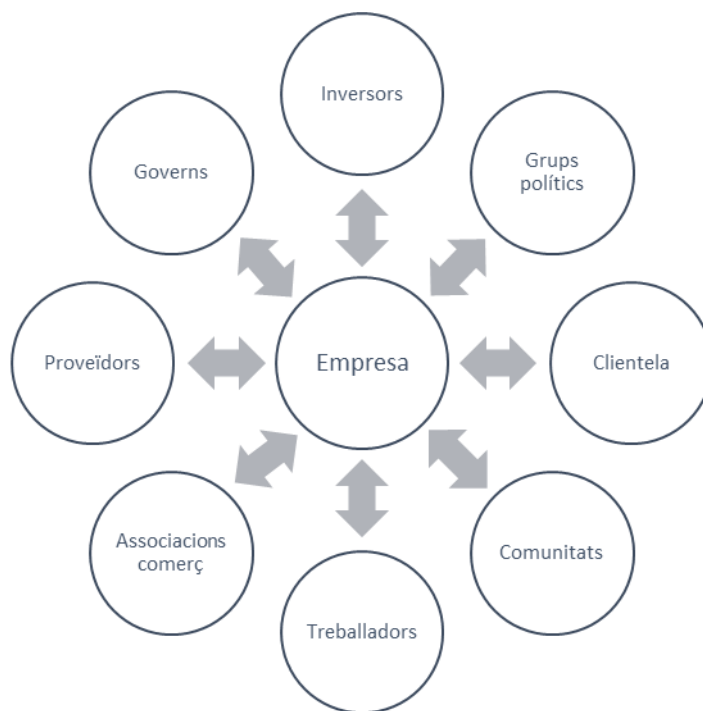 Inversors
Governs
Grups
polítics
Proveïdors
Empresa
Clientela
Associacions
comerç
Comunitats
Treballadors